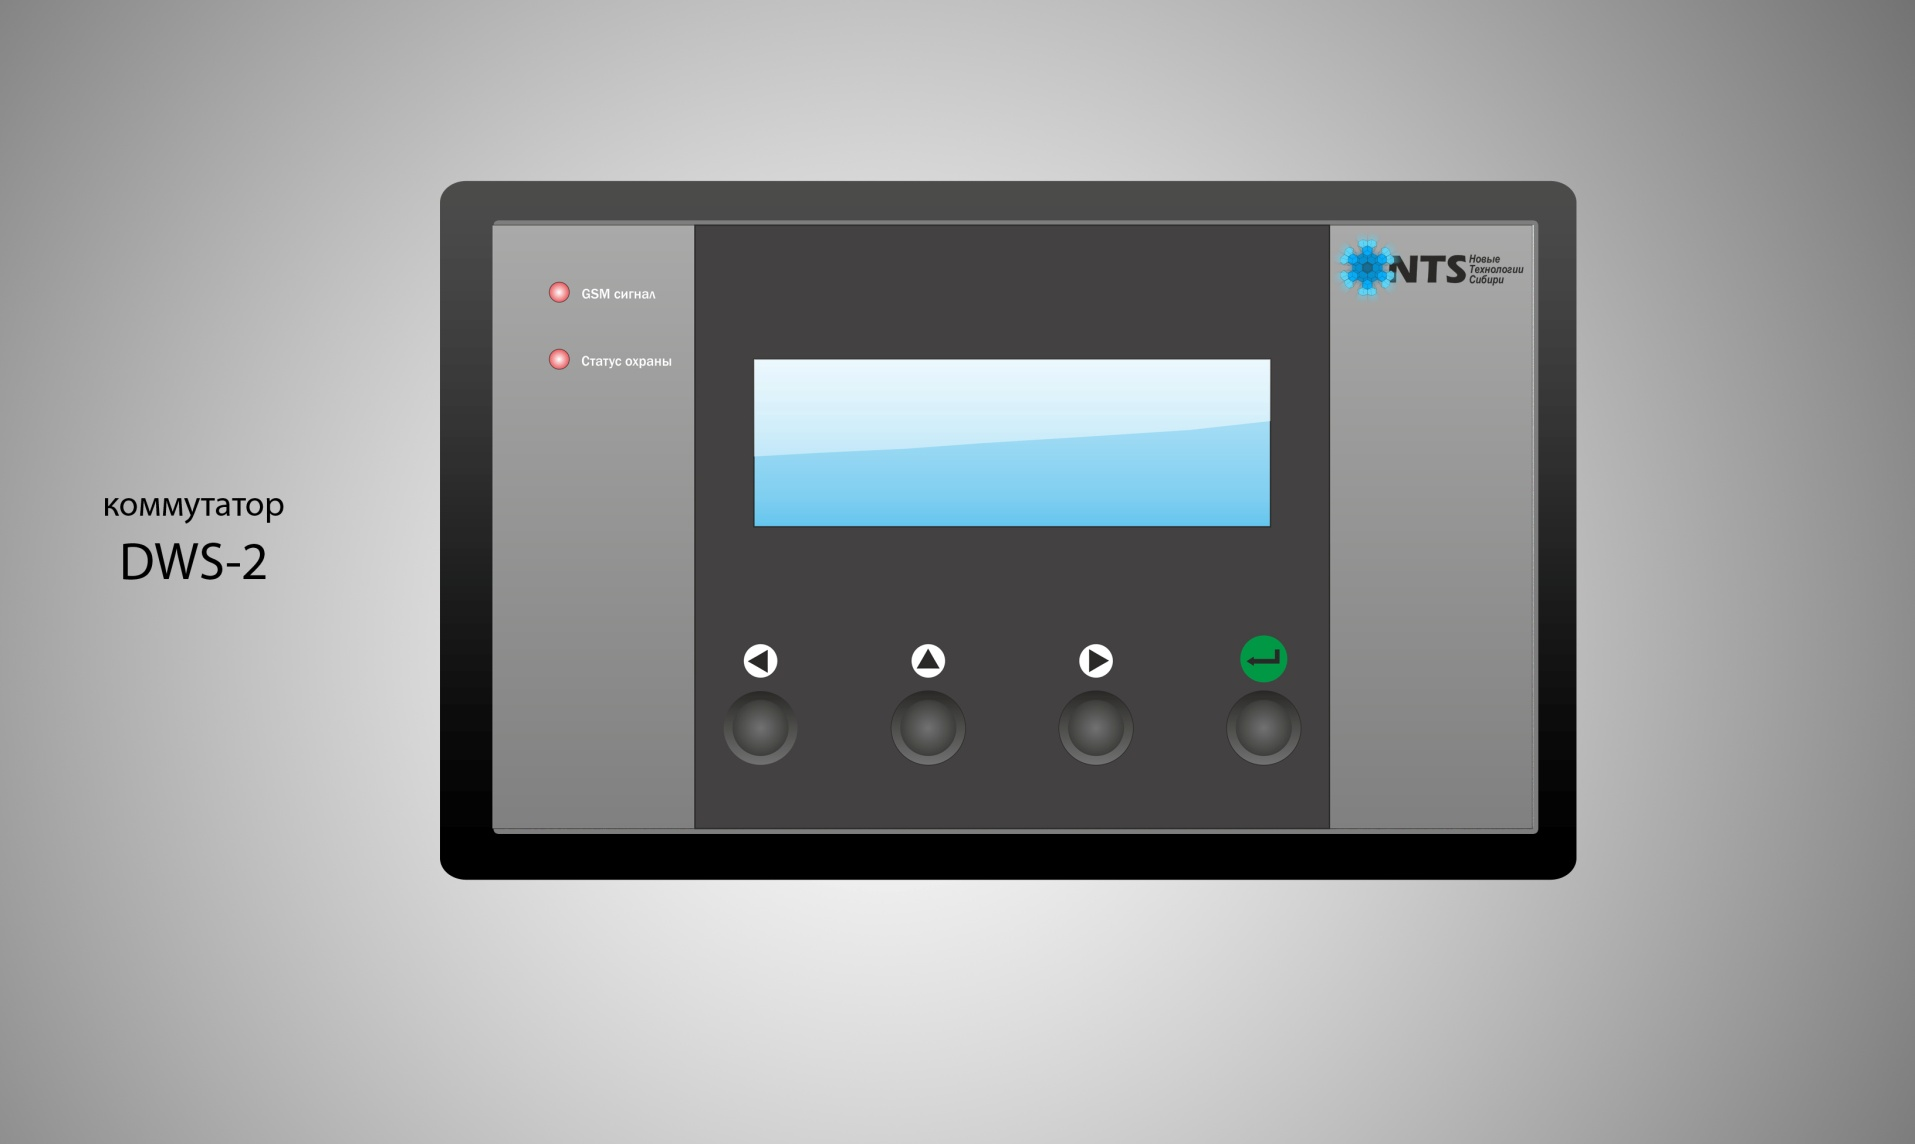 GSM сигнал
Статус охраны
NTS
Новые
Технологии
Сибири
коммутатор
DWS-2